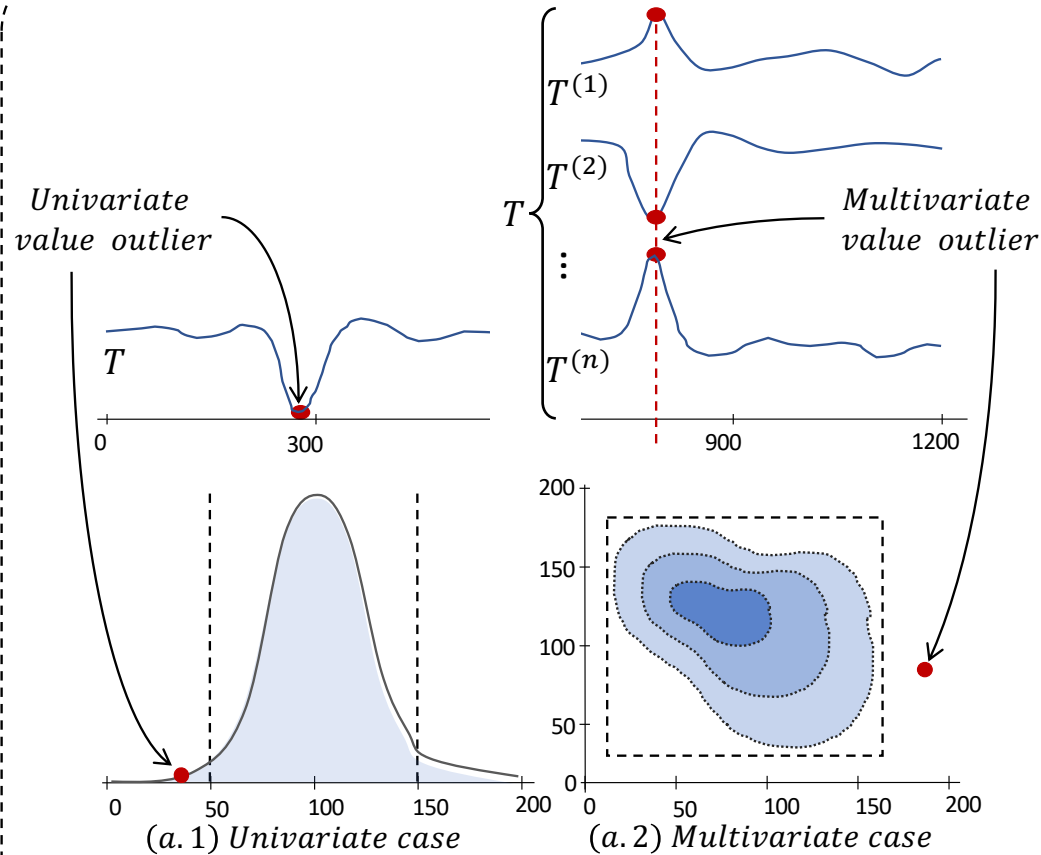 T^{(1)}
T^{(2)}
Univariate
value outlier
T
Multivariate
value outlier
⋮
T
T^{(n)}
0
300
900
1200
0
50
100
150
200
(a.1) Univariate case
200
150
100
50
0
0
50
100
150
200
(a.2) Multivariate case